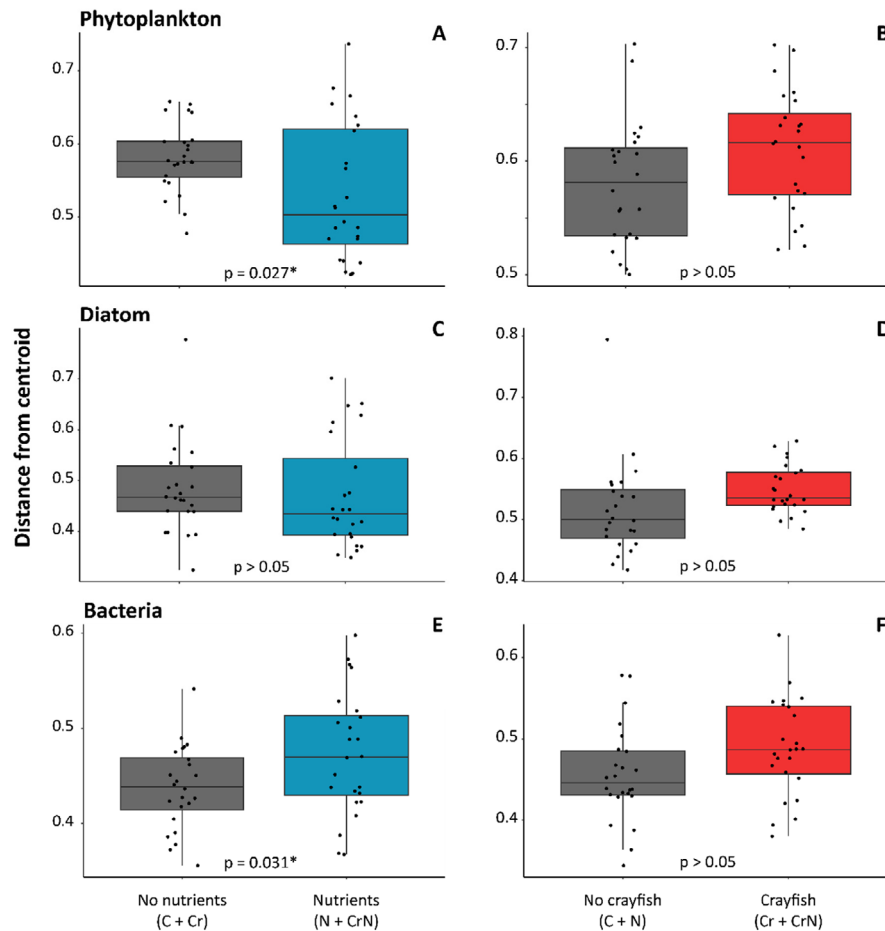 Phytoplankton
A
B
0.7
0.6
0.5
p = 0.027*
0.7
0.6
0.5
p > 0.05
Diatom
C
D
0.7
0.6
0.5
0.4
p > 0.05
0.8
0.7
0.6
0.5
0.4
p > 0.05
Distance from centroid
Bacteria
E
F
0.6
0.5
0.4
p = 0.031*
0.6
0.5
0.4
p > 0.05
No nutrients
(C + Cr)
Nutrients
(N + CrN)
No crayfish
(C + N)
Crayfish
(Cr + CrN)